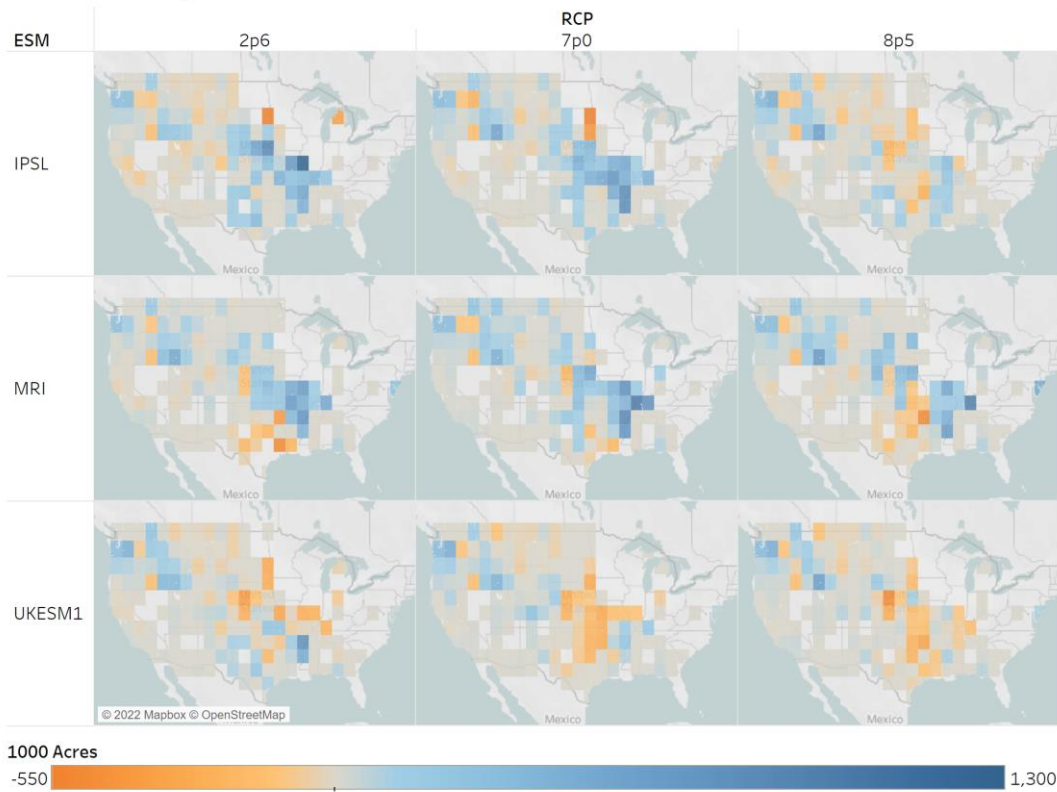 RCP
ESM 2p6 7p0 8p5
IPSL
Mexico Mexico Mexico
MRI
Mexico Mexico Mexico
UKESM1
Mexico Mexico
© 2022 Mapbox © OpenStreetMap
1000 Acres
-550 1,300